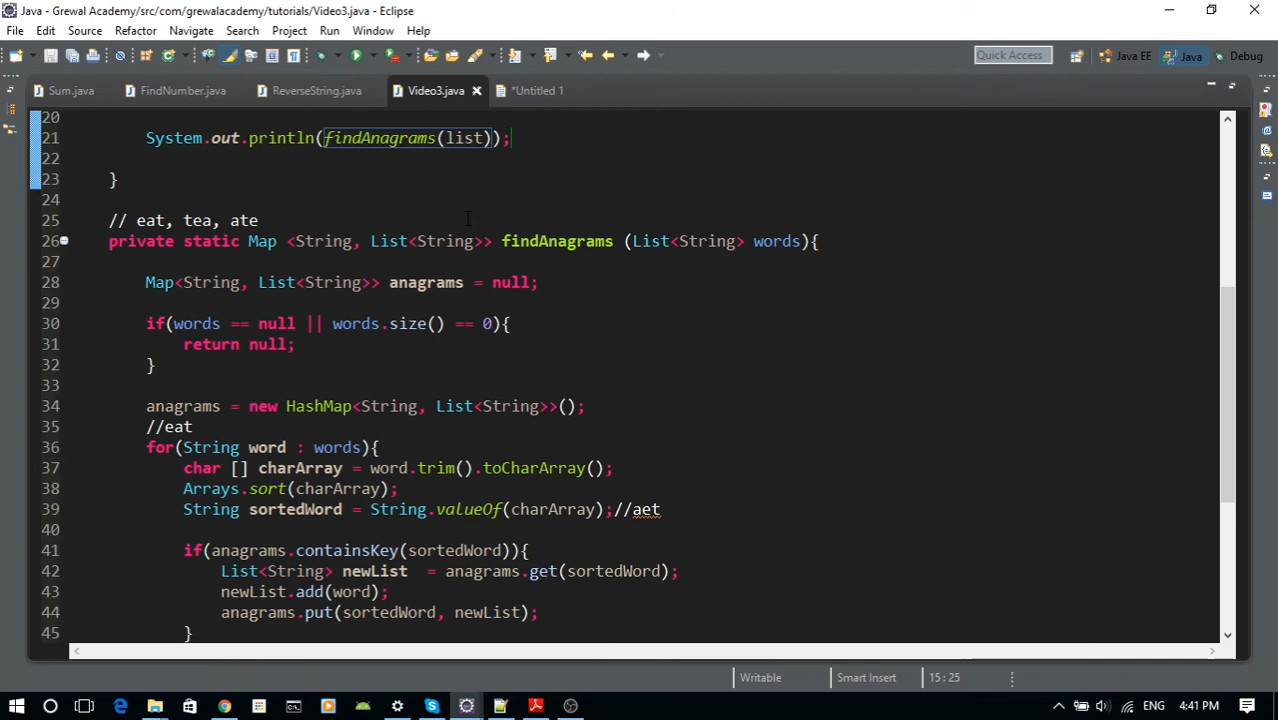 Java - Grewal Academy/src/com/grewalacademy/tutorials/Video3.java - Eclipse
File Edit Source Refactor Navigate Search Project Run Window Help
Quick Access Java EE Java Debug
Sum.java FindNumber.java ReverseString.java Video3.java *Untitled 1
20
21 System.out.println(findAnagrams(list));
22
23 }
24
25 // eat, tea, ate
26 private static Map <String, List<String>> findAnagrams (List<String> words){
27
28 Map<String, List<String>> anagrams = null;
29
30 if(words == null || words.size() == 0){
31 return null;
32 }
33
34 anagrams = new HashMap<String, List<String>>();
35 //eat
36 for(String word : words){
37 char [] charArray = word.trim().toCharArray();
38 Arrays.sort(charArray);
39 String sortedWord = String.valueOf(charArray);//aet
40
41 if(anagrams.containsKey(sortedWord)){
42 List<String> newList = anagrams.get(sortedWord);
43 newList.add(word);
44 anagrams.put(sortedWord, newList);
45 }
Writable Smart Insert 15 : 25
ENG 4:41 PM